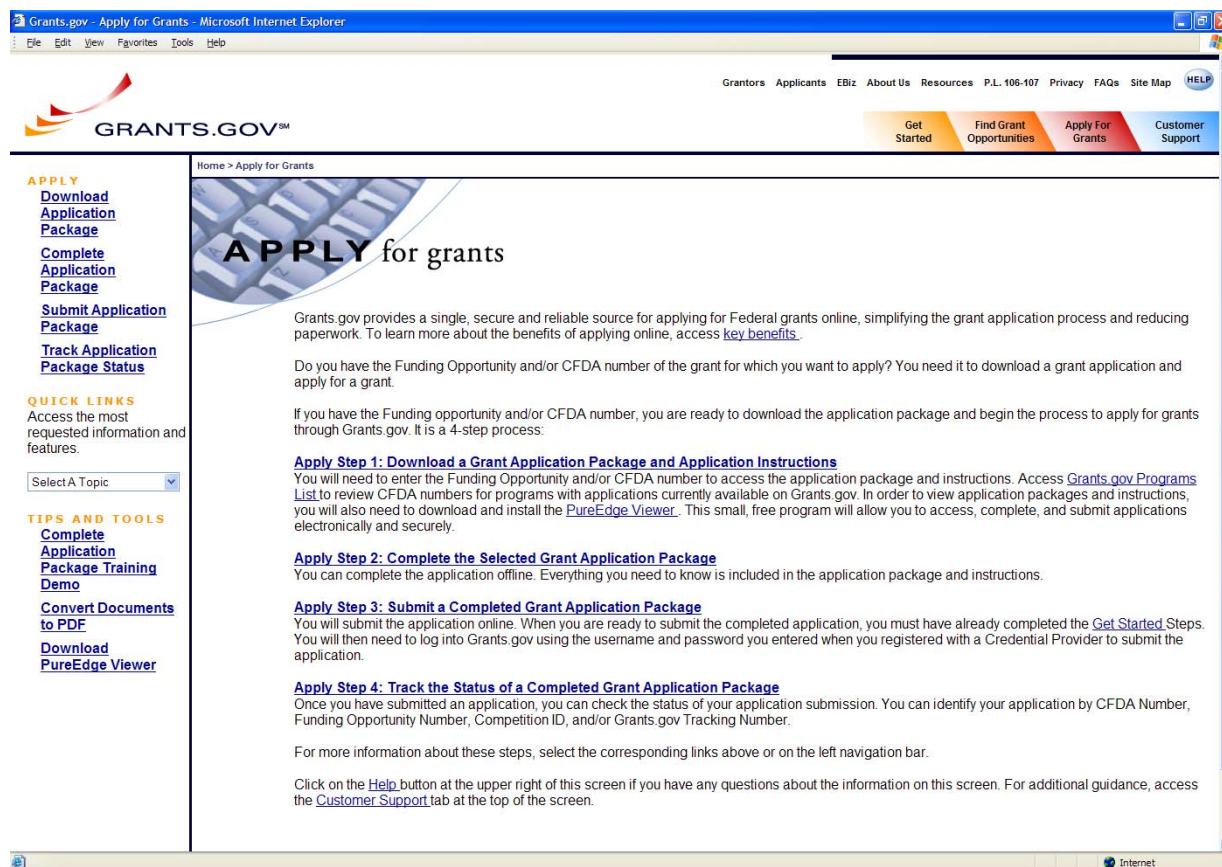 Grants.gov - Apply for Grants - Microsoft Internet Explorer
File Edit View Favorites Tools Help
Grantors Applicants EBiz About Us Resources P.L. 106-107 Privacy FAQs Site Map HELP
GRANTS.GOV SM
Get Started
Find Grant Opportunities
Apply For Grants
Customer Support
Home > Apply for Grants
APPLY
Download
Application
Package
Complete
Application
Package
Submit Application
Package
Track Application
Package Status
QUICK LINKS
Access the most
requested information and
features.
Select A Topic
TIPS AND TOOLS
Complete
Application
Package Training
Demo
Convert Documents
to PDF
Download
PureEdge Viewer
APPLY for grants
Grants.gov provides a single, secure and reliable source for applying for Federal grants online, simplifying the grant application process and reducing
paperwork. To learn more about the benefits of applying online, access key benefits .
Do you have the Funding Opportunity and/or CFDA number of the grant for which you want to apply? You need it to download a grant application and
apply for a grant.
If you have the Funding opportunity and/or CFDA number, you are ready to download the application package and begin the process to apply for grants
through Grants.gov. It is a 4-step process:
Apply Step 1: Download a Grant Application Package and Application Instructions
You will need to enter the Funding Opportunity and/or CFDA number to access the application package and instructions. Access Grants.gov Programs
List to review CFDA numbers for programs with applications currently available on Grants.gov. In order to view application packages and instructions,
you will also need to download and install the PureEdge Viewer . This small, free program will allow you to access, complete, and submit applications
electronically and securely.
Apply Step 2: Complete the Selected Grant Application Package
You can complete the application offline. Everything you need to know is included in the application package and instructions.
Apply Step 3: Submit a Completed Grant Application Package
You will submit the application online. When you are ready to submit the completed application, you must have already completed the Get Started Steps.
You will then need to log into Grants.gov using the username and password you entered when you registered with a Credential Provider to submit the
application.
Apply Step 4: Track the Status of a Completed Grant Application Package
Once you have submitted an application, you can check the status of your application submission. You can identify your application by CFDA Number,
Funding Opportunity Number, Competition ID, and/or Grants.gov Tracking Number.
For more information about these steps, select the corresponding links above or on the left navigation bar.
Click on the Help button at the upper right of this screen if you have any questions about the information on this screen. For additional guidance, access
the Customer Support tab at the top of the screen.
Internet